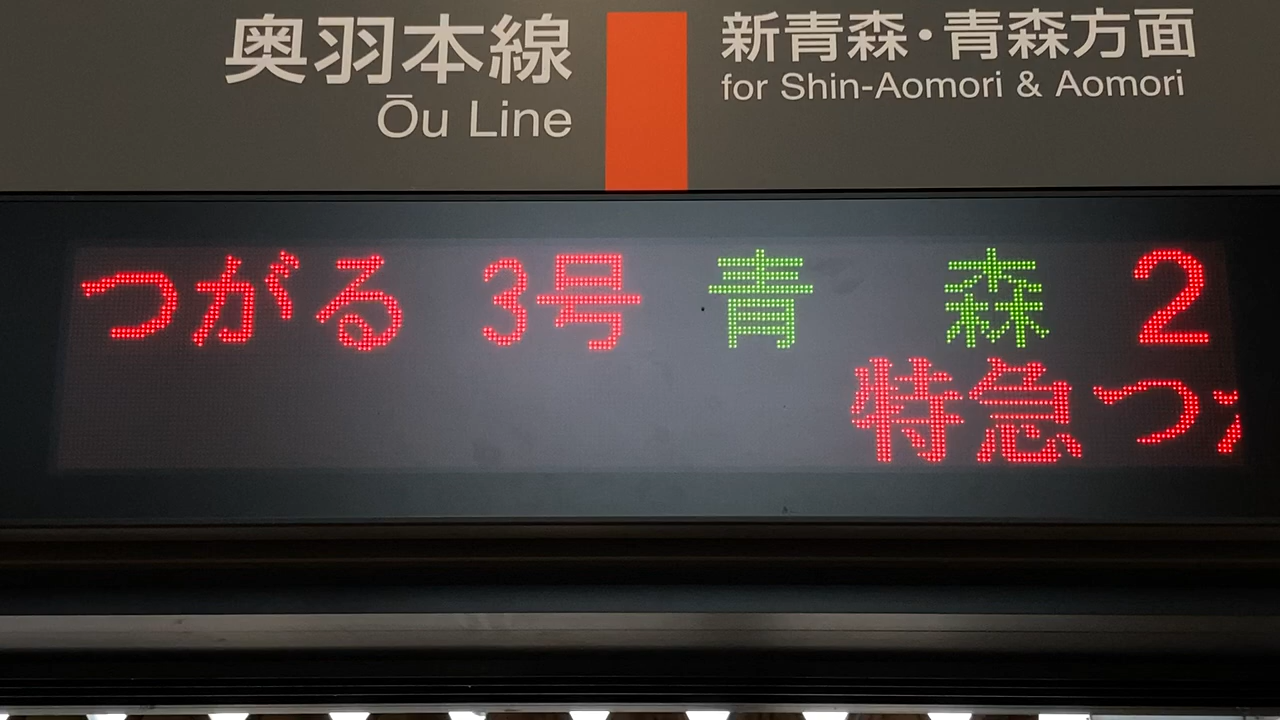 奥羽本線
Ōu Line
新青森・青森方面
for Shin-Aomori & Aomori
つがる 3号 青 森 2
特急つ